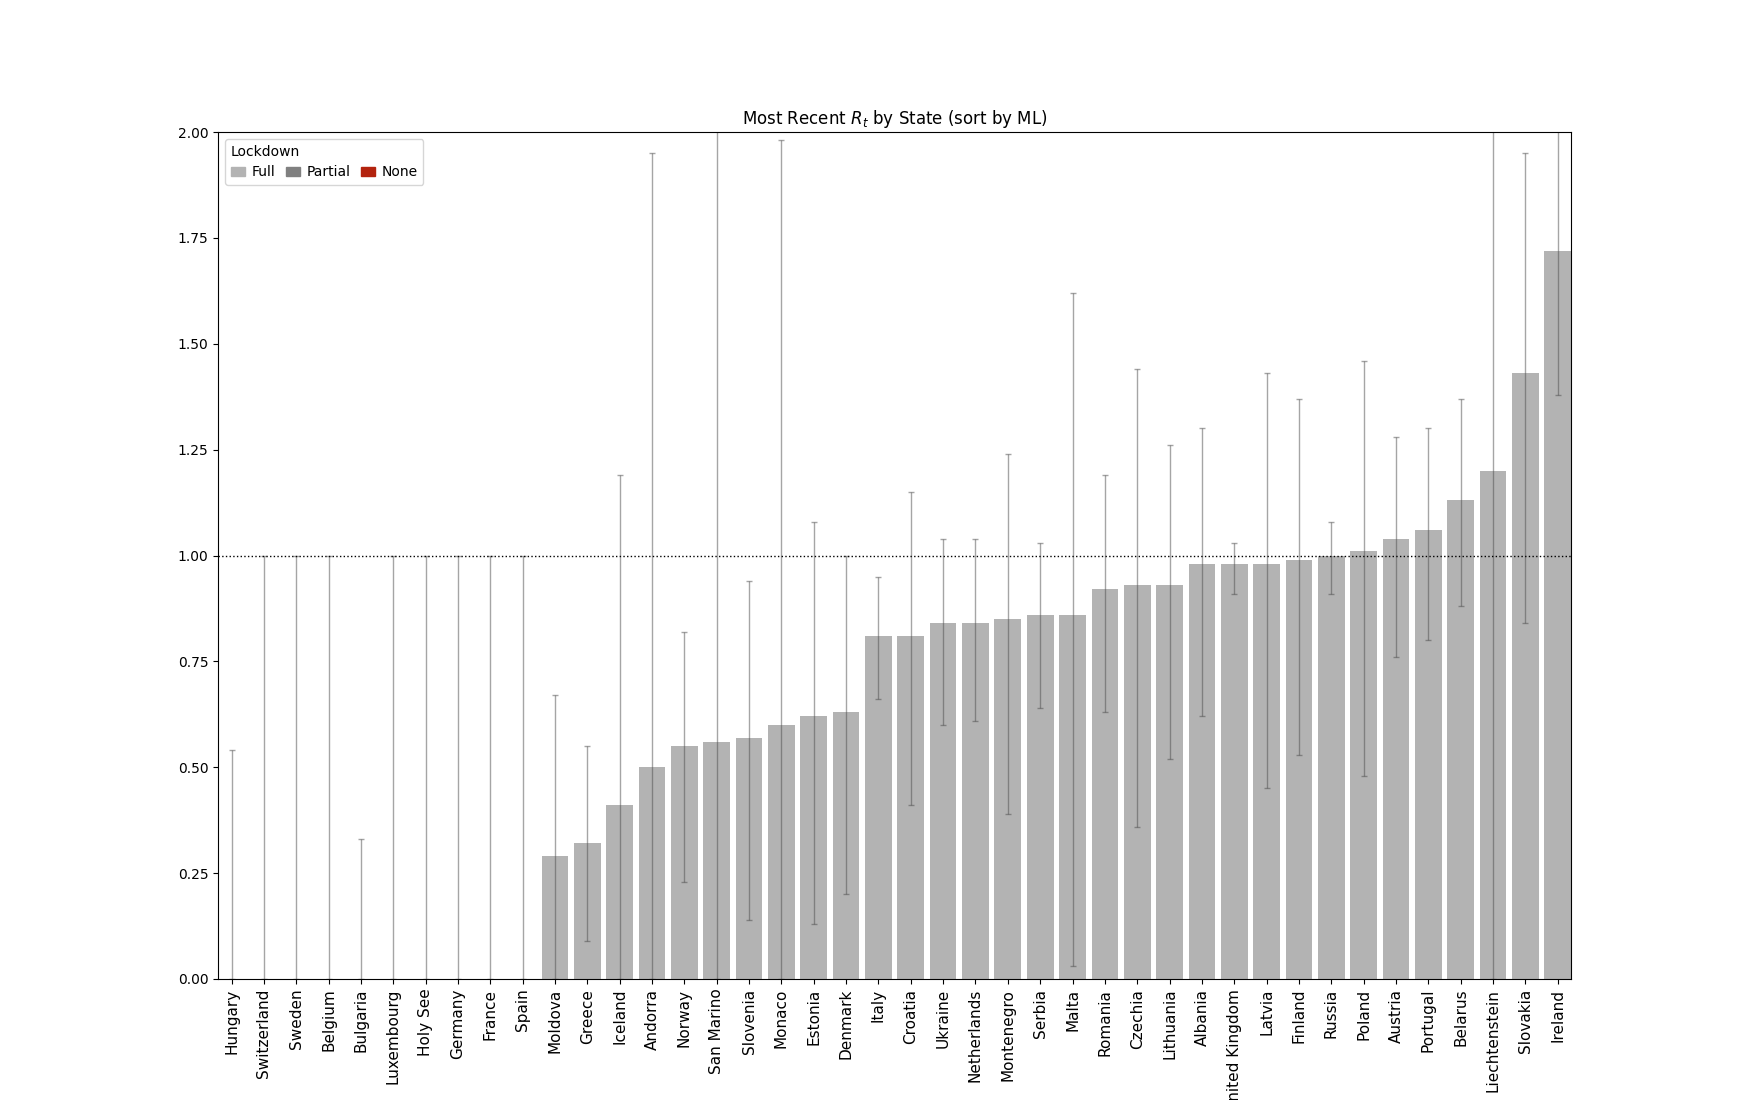 Most Recent Rt by State (sort by ML)
Lockdown
Full Partial None
2.00
1.75
1.50
1.25
1.00
0.75
0.50
0.25
0.00
Hungary
Switzerland
Sweden
Belgium
Bulgaria
Luxembourg
Holy See
Germany
France
Spain
Moldova
Greece
Iceland
Andorra
Norway
San Marino
Slovenia
Monaco
Estonia
Denmark
Italy
Croatia
Ukraine
Netherlands
Montenegro
Serbia
Malta
Romania
Czechia
Lithuania
Albania
nited Kingdom
Latvia
Finland
Russia
Poland
Austria
Portugal
Belarus
Liechtenstein
Slovakia
Ireland